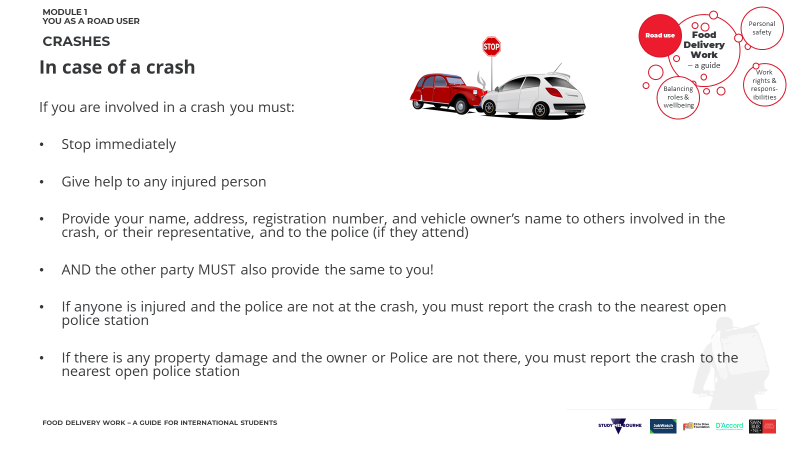 MODULE 1
YOU AS A ROAD USER
CRASHES
In case of a crash
STOP
Road use
Food
Delivery
Work
– a guide
Personal
safety
Work
rights &
respons-
ibilities
Balancing
roles &
wellbeing
If you are involved in a crash you must:
• Stop immediately
• Give help to any injured person
• Provide your name, address, registration number, and vehicle owner's name to others involved in the
crash, or their representative, and to the police (if they attend)
• AND the other party MUST also provide the same to you!
• If anyone is injured and the police are not at the crash, you must report the crash to the nearest open
police station
• If there is any property damage and the owner or Police are not there, you must report the crash to the
nearest open police station
FOOD DELIVERY WORK – A GUIDE FOR INTERNATIONAL STUDENTS
STUDY MELBOURNE
JobWatch
D'Accord